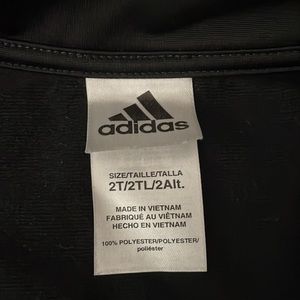 adidas
SIZE/TAILLE/TALLA
2T/2TL/2Alt.
MADE IN VIETNAM
FABRIQUÉ AU VIÊTNAM
HECHO EN VIETNAM
100% POLYESTER/POLYESTER/
poliéster